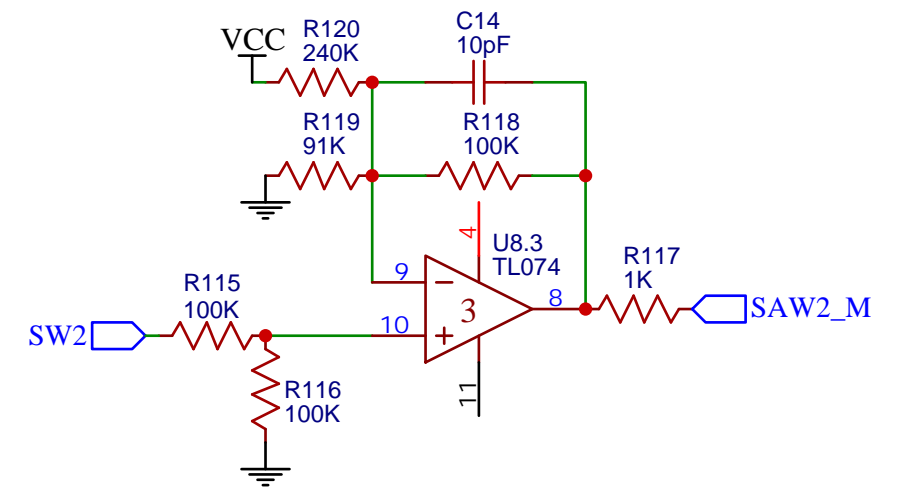 VCC
R120
240K
C14
10pF
R119
91K
R118
100K
4
U8.3
TL074
9
3
8
R117
1K
SAW2_M
R115
100K
SW2
10
R116
100K
11